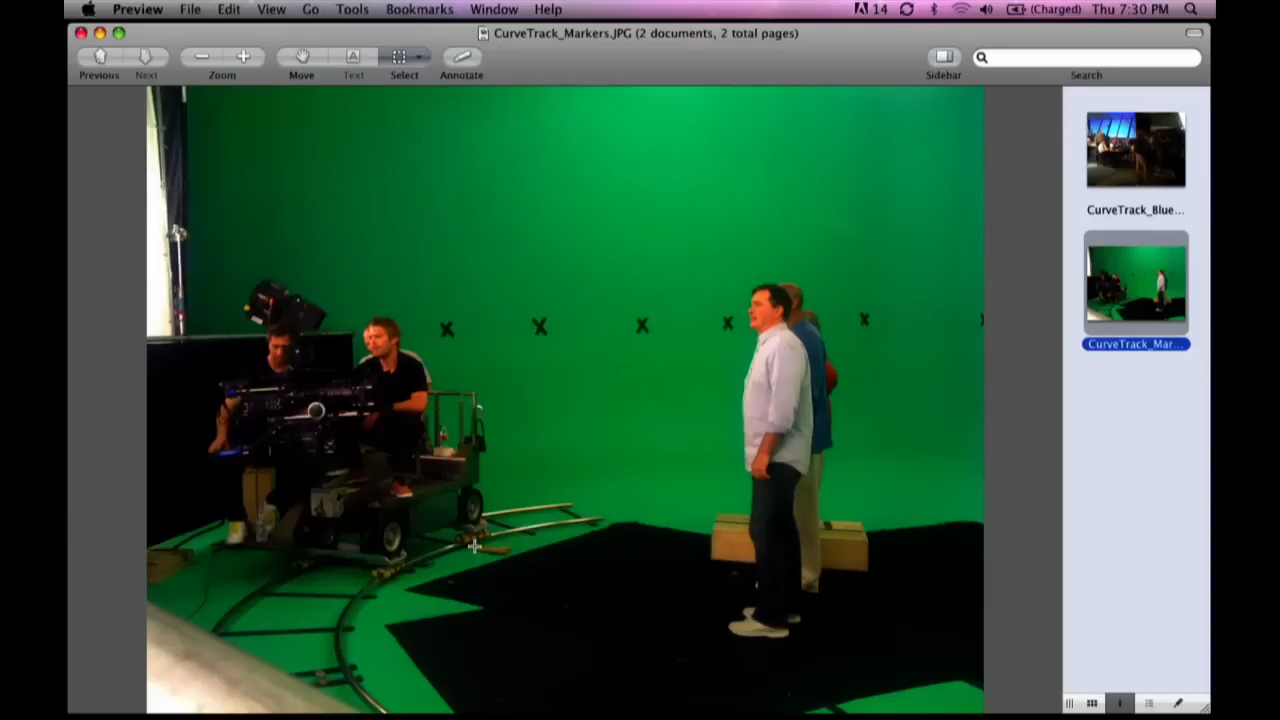 Preview File Edit View Go Tools Bookmarks Window Help 14 (Charged) Thu 7:30 PM
CurveTrack_Markers.JPG (2 documents, 2 total pages)
Previous Next Zoom Move Text Select Annotate Sidebar Search
A
x x x x x
CurveTrack_Blue...
CurveTrack_Mar...